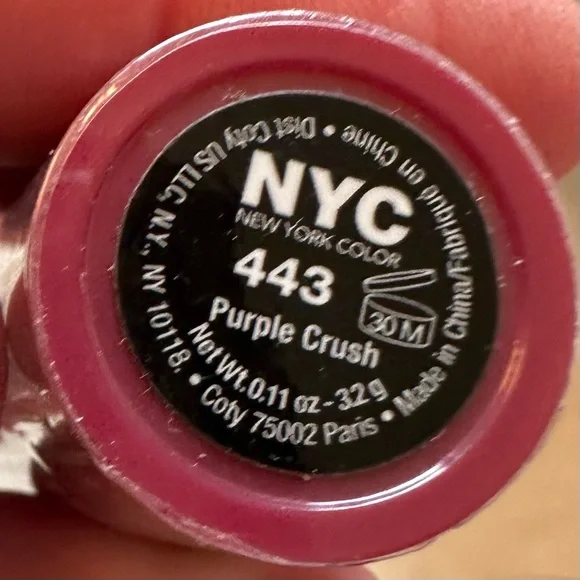 NYC
NEW YORK COLOR
443
30 M
Purple Crush
Net Wt.0.11 oz - 3.2 g
Dist Coty US LLC, N.Y., NY 10118. • Coty 75002 Paris • Made in China/Fabriqué en Chine •